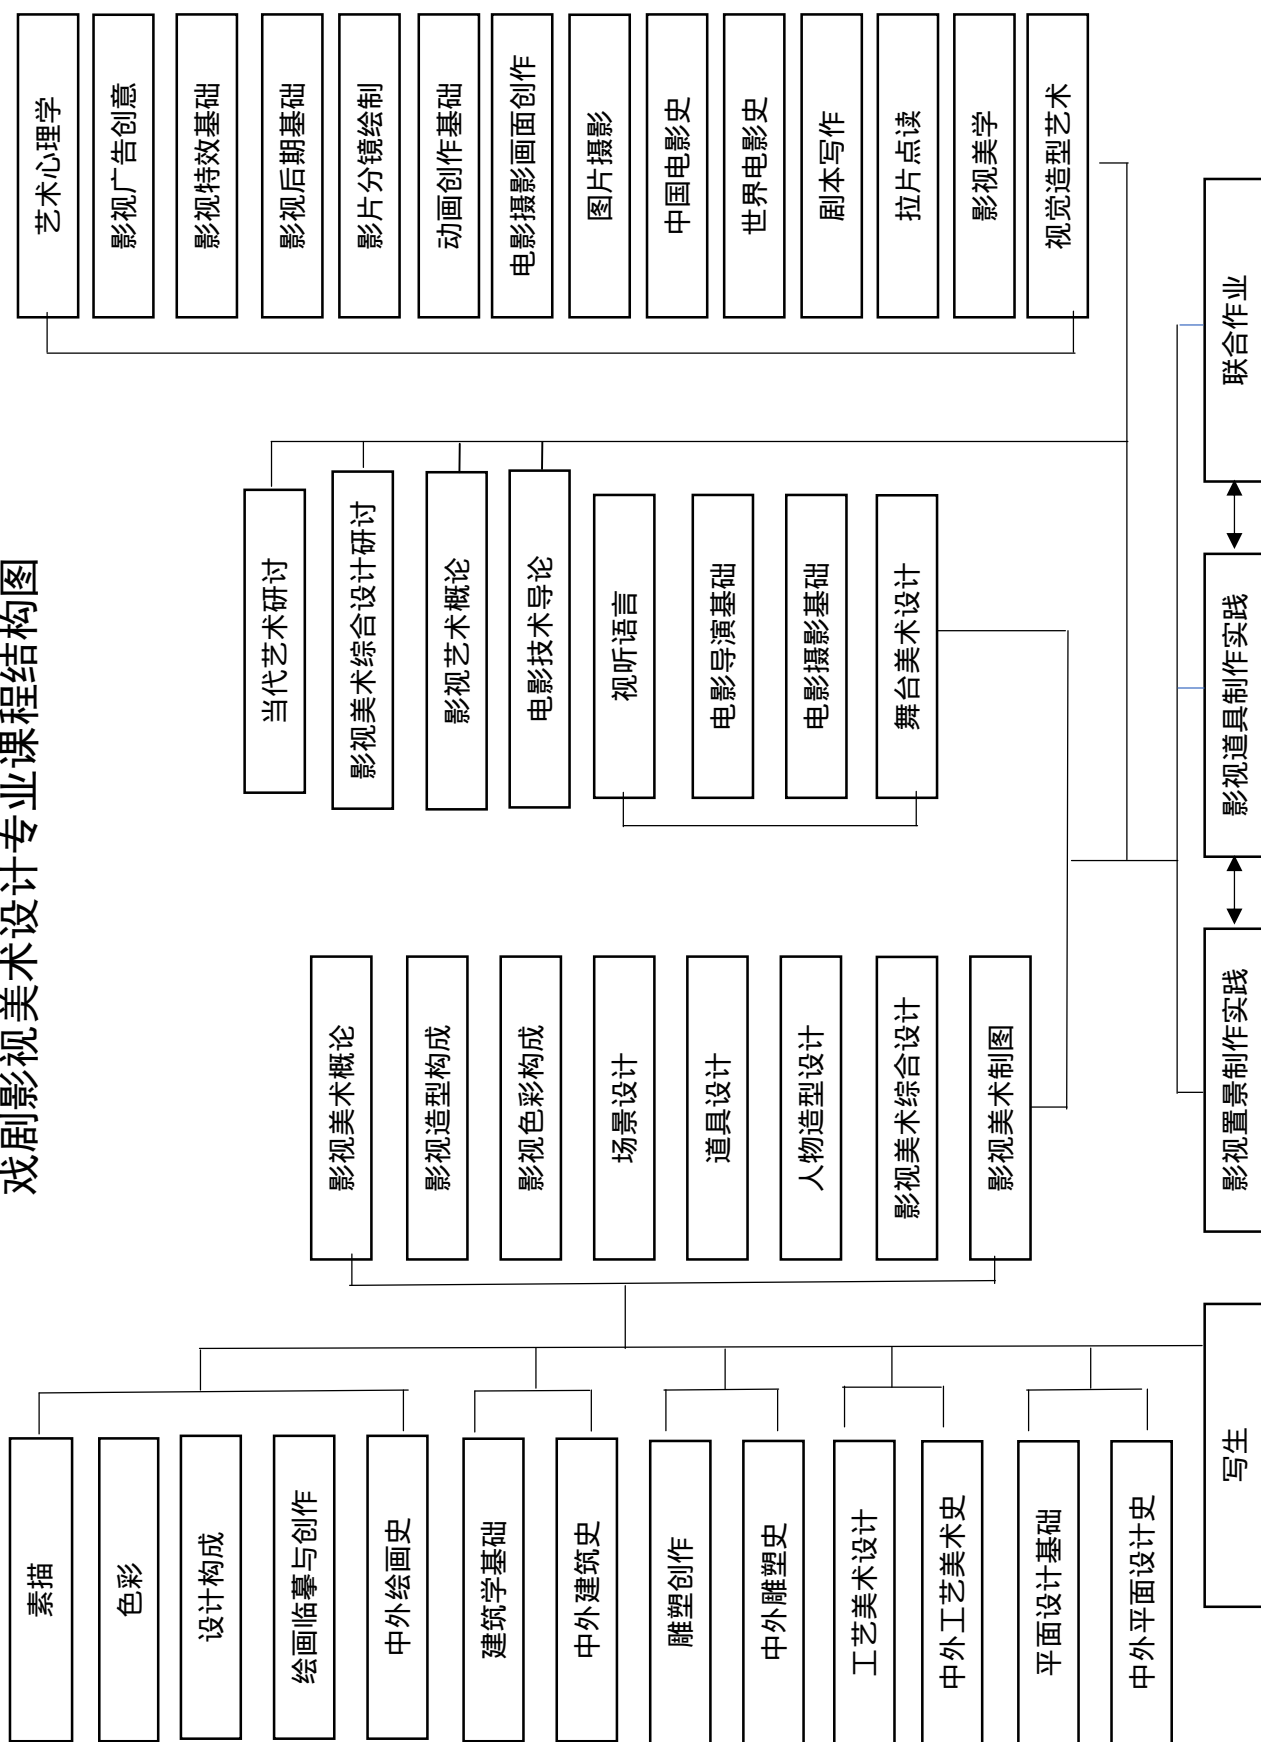 戏剧影视美术设计专业课程结构图
素描
色彩
设计构成
绘画临摹与创作
中外绘画史
建筑学基础
中外建筑史
雕塑创作
中外雕塑史
工艺美术设计
中外工艺美术史
平面设计基础
中外平面设计史
写生
影视美术概论
影视造型构成
影视色彩构成
场景设计
道具设计
人物造型设计
影视美术综合设计
影视美术制图
影视置景制作实践
当代艺术研讨
影视美术综合设计研讨
影视艺术概论
电影技术导论
视听语言
电影导演基础
电影摄影基础
舞台美术设计
影视道具制作实践
艺术心理学
影视广告创意
影视特效基础
影视后期基础
影片分镜绘制
动画创作基础
电影摄影画面创作
图片摄影
中国电影史
世界电影史
剧本写作
拉片点读
影视美学
视觉造型艺术
联合作业